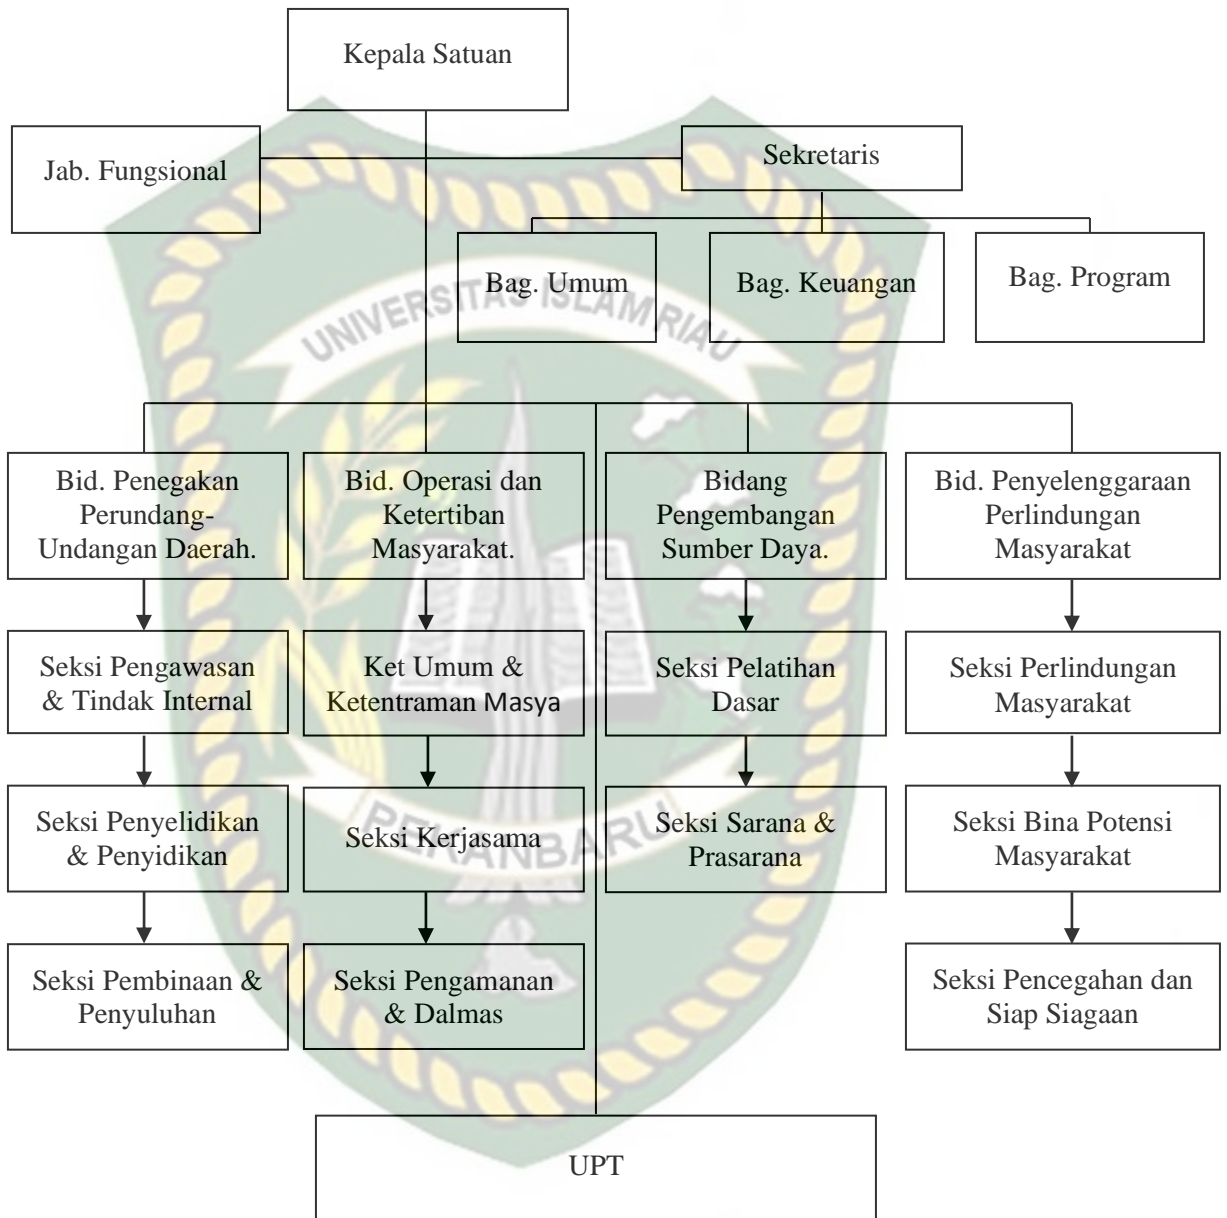 Kepala Satuan
Jab. Fungsional
Sekretaris
Bag. Umum
Bag. Keuangan
Bag. Program
UNIVERSITAS ISLAM RIAU
Bid. Penegakan
Perundang-
Undangan Daerah.
Bid. Operasi dan
Ketertiban
Masyarakat.
Bidang
Pengembangan
Sumber Daya.
Bid. Penyelenggaraan
Perlindungan
Masyarakat
Seksi Pengawasan
& Tindak Internal
Ket Umum &
Ketentraman Masya
Seksi Pelatihan
Dasar
Seksi Perlindungan
Masyarakat
Seksi Penyelidikan
& Penyidikan
Seksi Kerjasama
Seksi Sarana &
Prasarana
Seksi Bina Potensi
Masyarakat
PEKANBARU
Seksi Pembinaan &
Penyuluhan
Seksi Pengamanan
& Dalmas
Seksi Pencegahan dan
Siap Siagaan
UPT